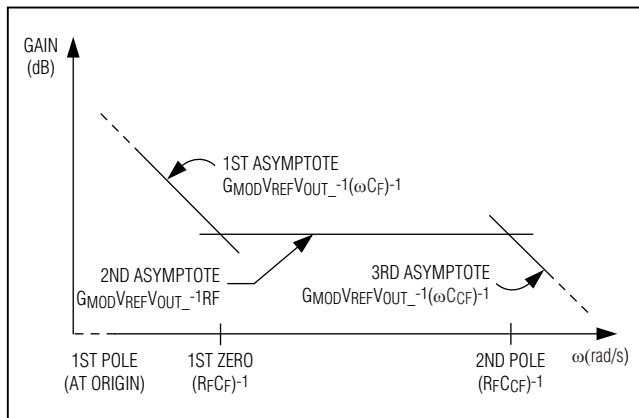 GAIN
(dB)
1ST ASYMPTOTE
GMODVREFVOUT_-1(ωCF)-1
2ND ASYMPTOTE
GMODVREFVOUT_-1RF
3RD ASYMPTOTE
GMODVREFVOUT_-1(ωCCF)-1
1ST POLE
(AT ORIGIN)
1ST ZERO
(RFCF)-1
2ND POLE
(RFCCF)-1
ω(rad/s)